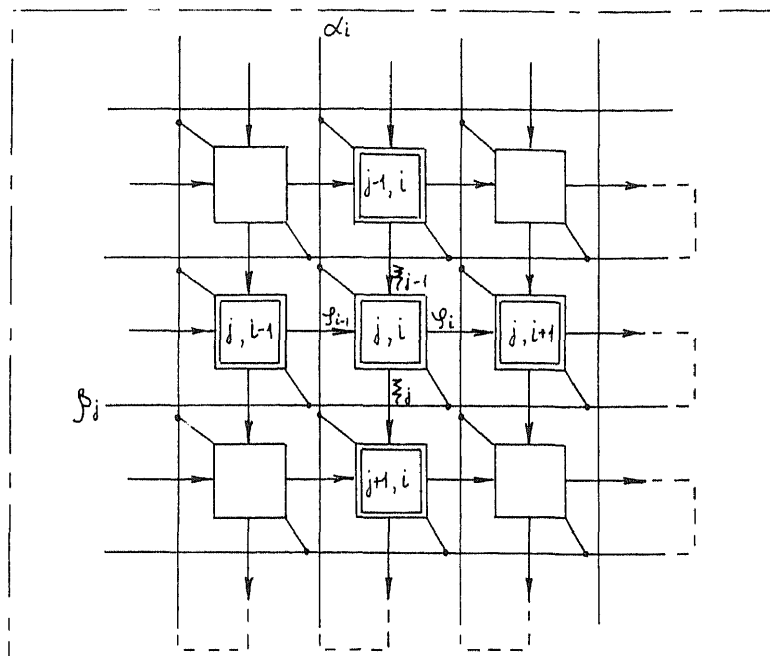 αi
j-1, i
ξj-1
j, i-1
φi-1
j, i
φi
j, i+1
ξj
βj
j+1, i